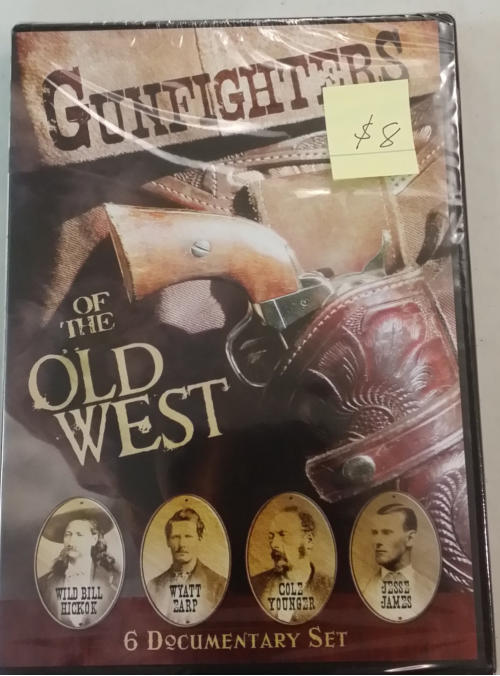 GUNFIGHTERS
$8
OF
THE
OLD
WEST
WILD BILL
HICKOK
WYATT
EARP
COLE
YOUNGER
JESSE
JAMES
6 DOCUMENTARY SET